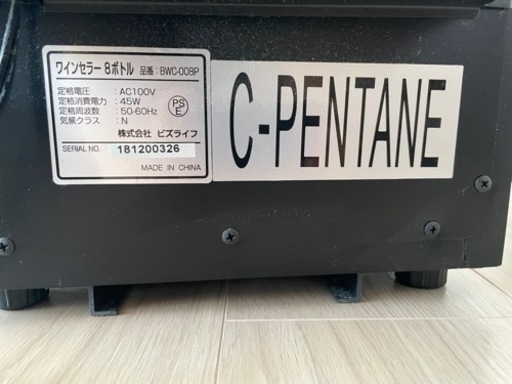 ワインセラー 8ボトル 品番：BWC-008P
定格電圧：AC100V
定格消費電力：45W
定格周波数：50-60Hz
気候クラス：N
PS
E
株式会社 ビズライフ
SERIAL NO. 181200326
MADE IN CHINA
C-PENTANE